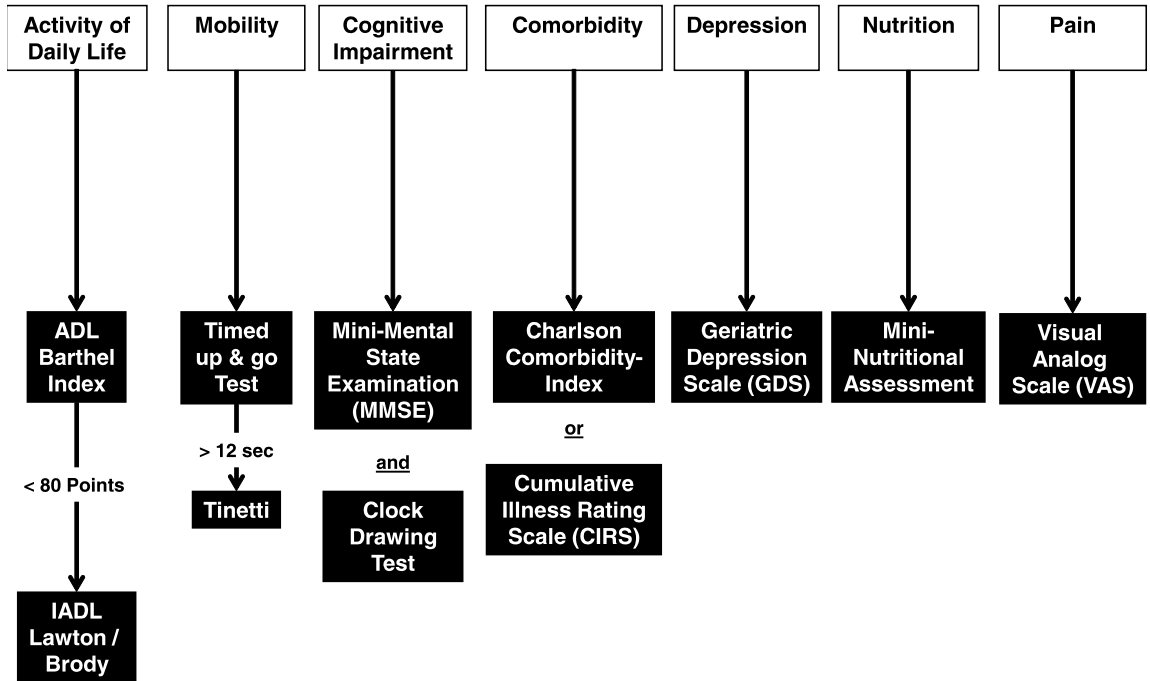 Activity of
Daily Life
Mobility
Cognitive
Impairment
Comorbidity
Depression
Nutrition
Pain
ADL
Barthel
Index
Timed
up & go
Test
Mini-Mental
State
Examination
(MMSE)
Charlson
Comorbidity-
Index
Geriatric
Depression
Scale (GDS)
Mini-
Nutritional
Assessment
Visual
Analog
Scale (VAS)
< 80 Points
> 12 sec
and
or
Tinetti
Clock
Drawing
Test
Cumulative
Illness Rating
Scale (CIRS)
IADL
Lawton /
Brody